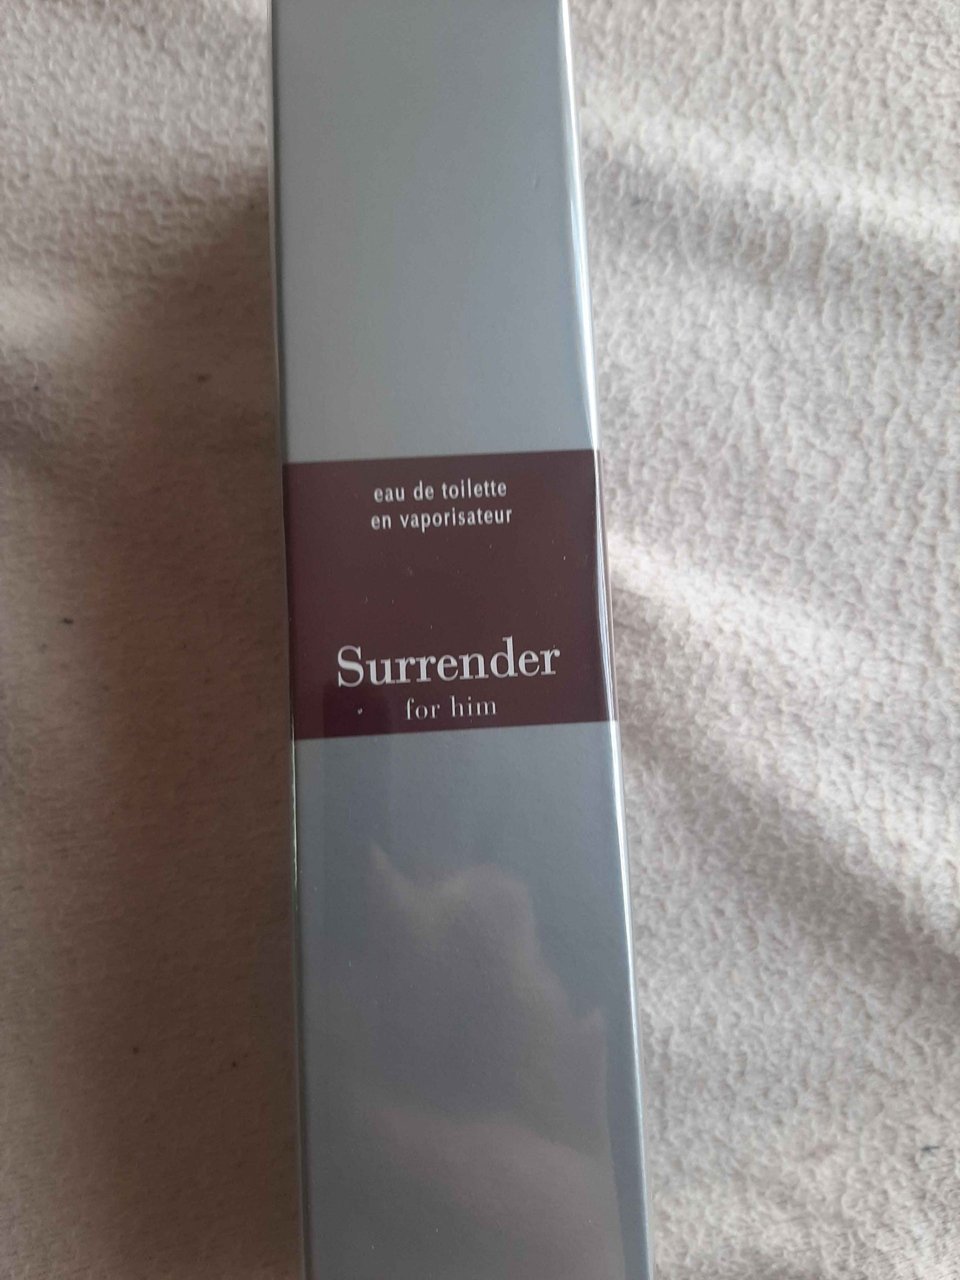 eau de toilette
en vaporisateur
Surrender
for him